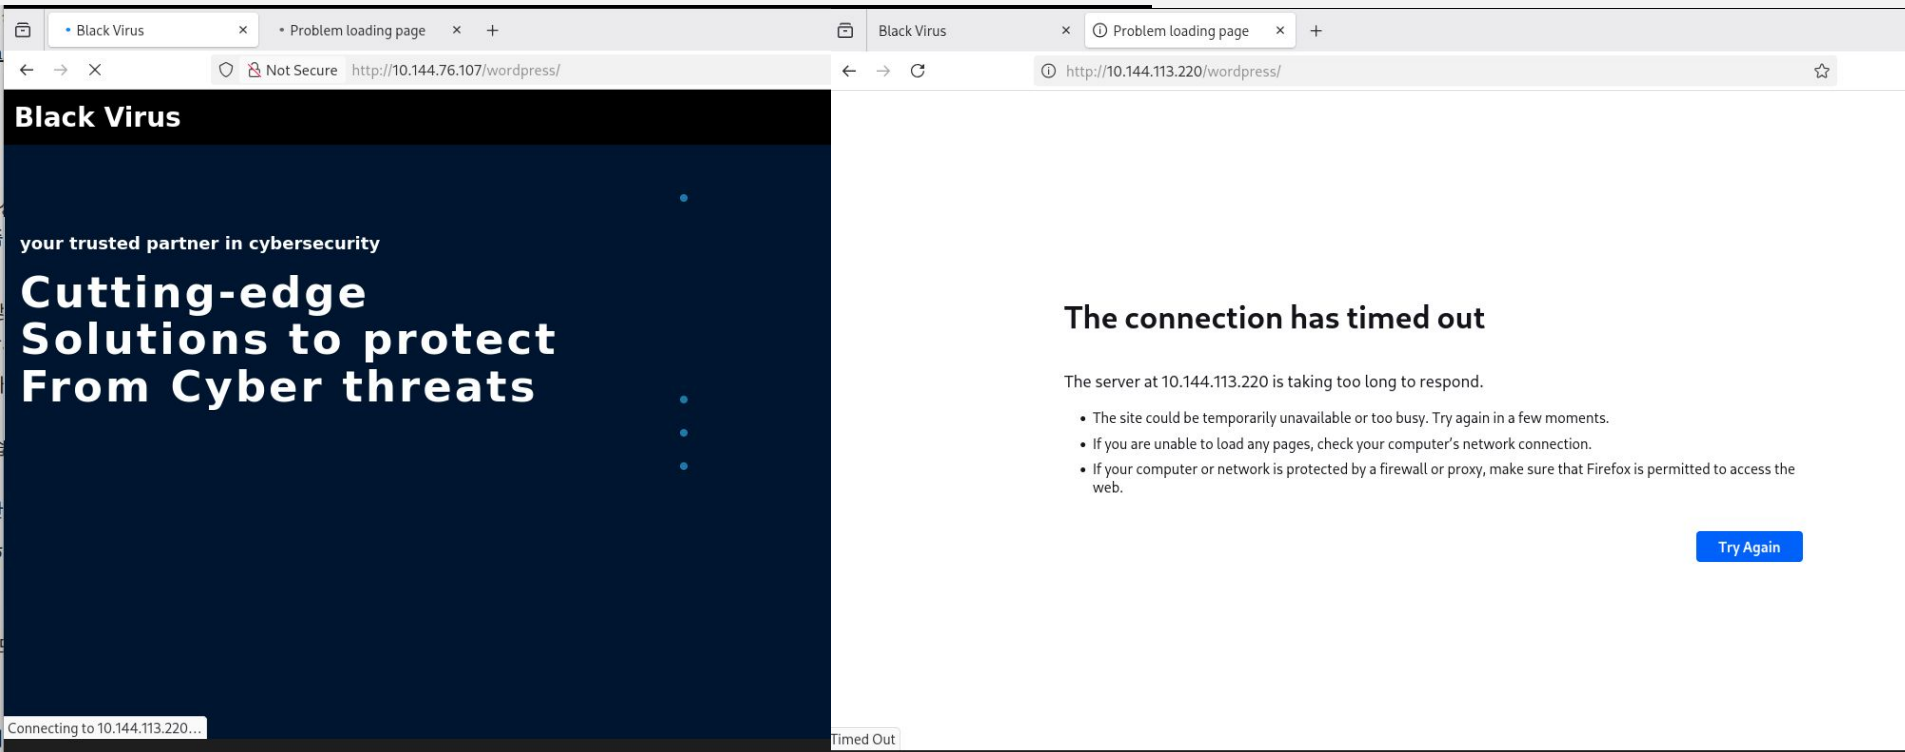 Black Virus
Problem loading page
Not Secure http://10.144.76.107/wordpress/
Black Virus
your trusted partner in cybersecurity
Cutting-edge
Solutions to protect
From Cyber threats
Connecting to 10.144.113.220...
Black Virus
Problem loading page
http://10.144.113.220/wordpress/
The connection has timed out
The server at 10.144.113.220 is taking too long to respond.
• The site could be temporarily unavailable or too busy. Try again in a few moments.
• If you are unable to load any pages, check your computer's network connection.
• If your computer or network is protected by a firewall or proxy, make sure that Firefox is permitted to access the
web.
Try Again
Timed Out